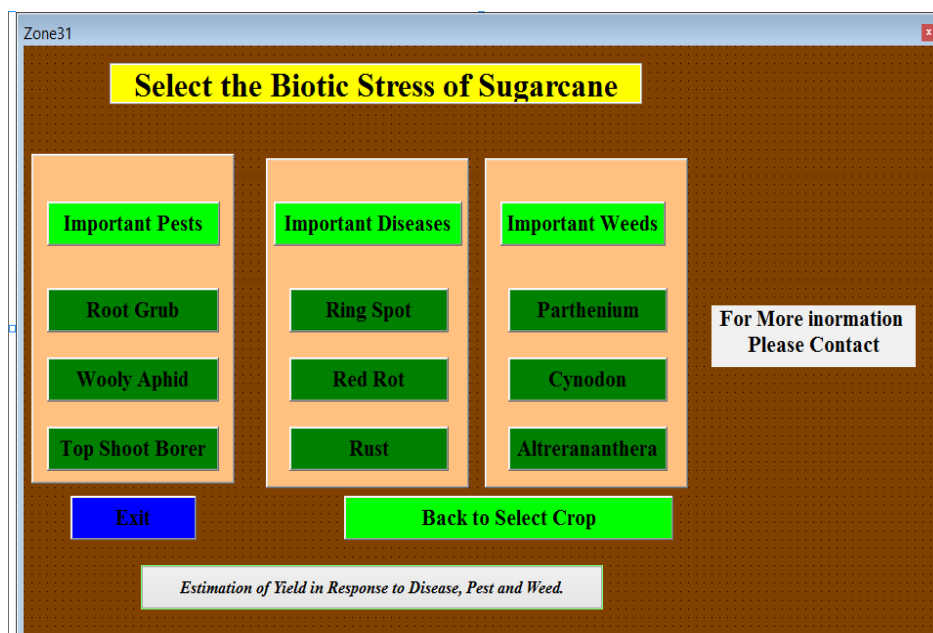 Zone31
x
Select the Biotic Stress of Sugarcane
Important Pests
Root Grub
Wooly Aphid
Top Shoot Borer
Important Diseases
Ring Spot
Red Rot
Rust
Important Weeds
Parthenium
Cynodon
Altrerananthera
For More inormation
Please Contact
Exit
Back to Select Crop
Estimation of Yield in Response to Disease, Pest and Weed.